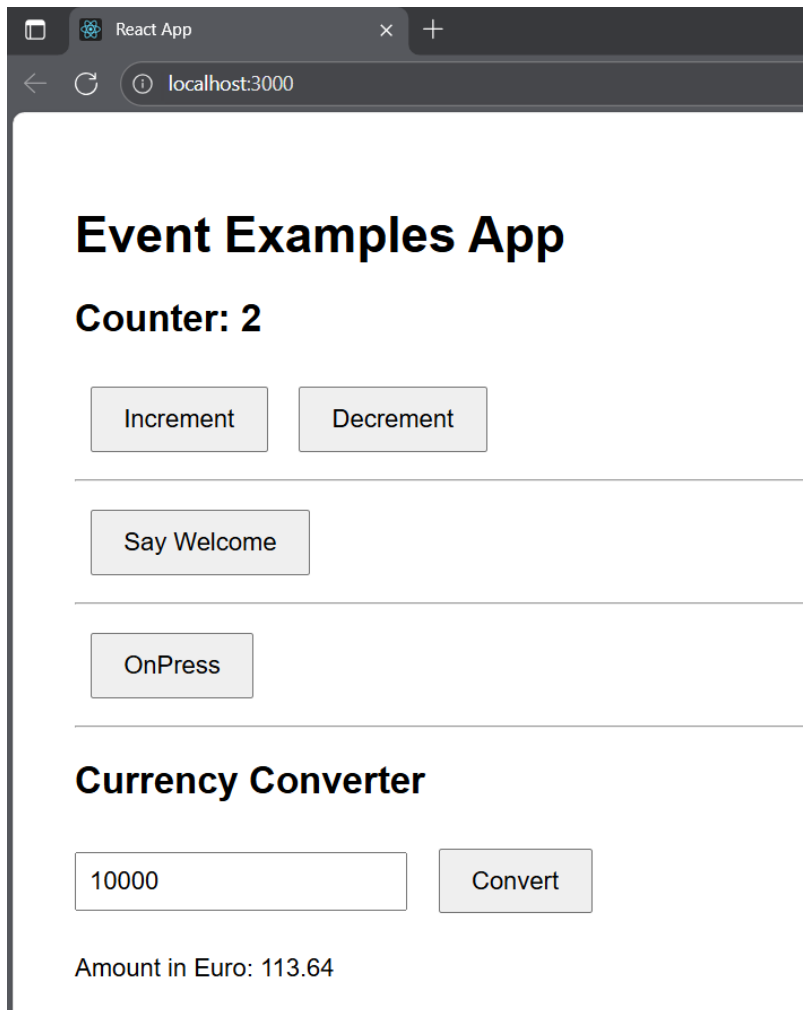 React App
localhost:3000
Event Examples App
Counter: 2
Increment Decrement
Say Welcome
OnPress
Currency Converter
10000 Convert
Amount in Euro: 113.64